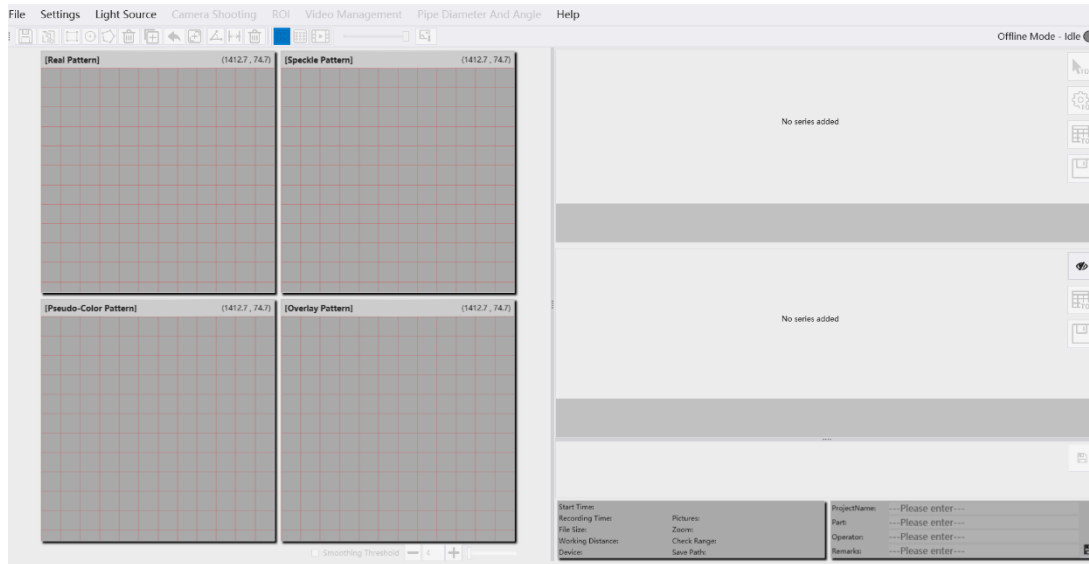 File Settings Light Source Camera Shooting ROI Video Management Pipe Diameter And Angle Help
Offline Mode - Idle
[Real Pattern] (1412.7 , 74.7) [Speckle Pattern] (1412.7 , 74.7)
No series added
[Pseudo-Color Pattern] (1412.7 , 74.7) [Overlay Pattern] (1412.7 , 74.7)
No series added
Start Time:
Recording Time: Pictures:
File Size: Zoom:
Working Distance: Check Range:
Device: Save Path:
ProjectName: ---Please enter---
Part: ---Please enter---
Operator: ---Please enter---
Remarks: ---Please enter---
Smoothing Threshold 4